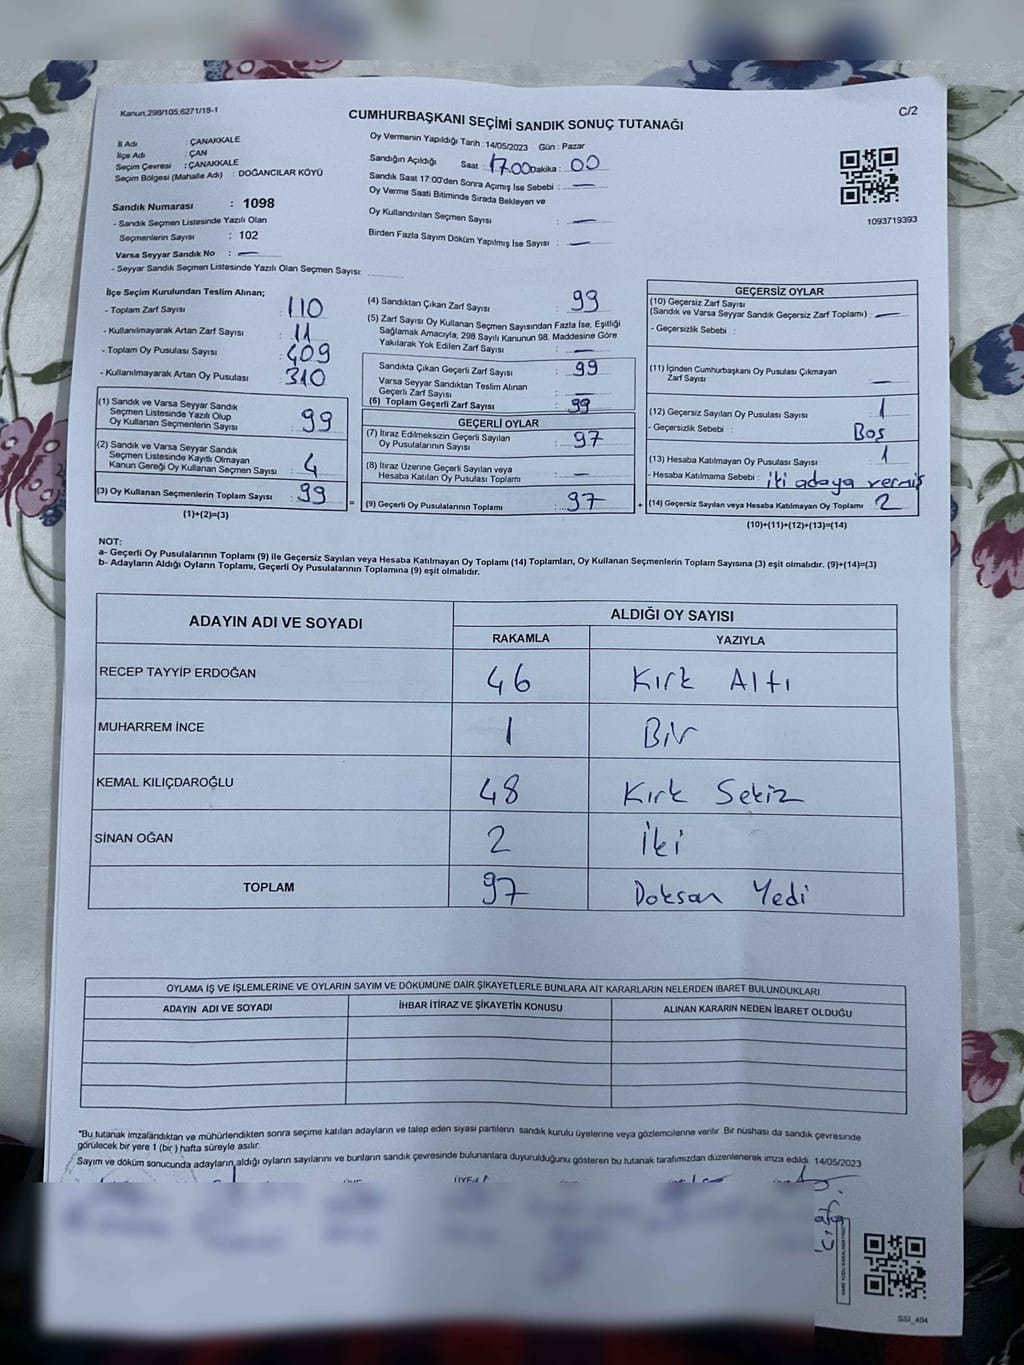 Kanun,298/105;6271/18-1
C/2
CUMHURBAŞKANI SEÇİMİ SANDIK SONUÇ TUTANAĞI
İl Adı : ÇANAKKALE
İlçe Adı : ÇAN
Seçim Çevresi : ÇANAKKALE
Seçim Bölgesi (Mahalle Adı) : DOĞANCILAR KÖYÜ
Sandık Numarası : 1098
- Sandık Seçmen Listesinde Yazılı Olan
Seçmenlerin Sayısı : 102
Varsa Seyyar Sandık No : —
- Seyyar Sandık Seçmen Listesinde Yazılı Olan Seçmen Sayısı:
Oy Vermenin Yapıldığı Tarih : 14/05/2023 Gün : Pazar
Sandığın Açıldığı Saat : 17.00 Dakika : 00
Sandık Saat 17:00'den Sonra Açımış İse Sebebi : —
Oy Verme Saati Bitiminde Sırada Bekleyen ve
Oy Kullandırılan Seçmen Sayısı : —
Birden Fazla Sayım Döküm Yapılmış İse Sayısı : —
1093719393
İlçe Seçim Kurulundan Teslim Alınan;
- Toplam Zarf Sayısı : 110
- Kullanılmayarak Artan Zarf Sayısı : 11
- Toplam Oy Pusulası Sayısı : 409
- Kullanılmayarak Artan Oy Pusulası : 310
(1) Sandık ve Varsa Seyyar Sandık
Seçmen Listesinde Yazılı Olup
Oy Kullanan Seçmenlerin Sayısı : 99
(2) Sandık ve Varsa Seyyar Sandık
Seçmen Listesinde Kayıtlı Olmayan
Kanun Gereği Oy Kullanan Seçmen Sayısı : 4
(3) Oy Kullanan Seçmenlerin Toplam Sayısı : 99
(1)+(2)=(3)
(4) Sandıktan Çıkan Zarf Sayısı : 99
(5) Zarf Sayısı Oy Kullanan Seçmen Sayısından Fazla İse, Eşitliği
Sağlamak Amacıyla; 298 Sayılı Kanunun 98. Maddesine Göre
Yakılarak Yok Edilen Zarf Sayısı : —
Sandıkta Çıkan Geçerli Zarf Sayısı : 99
Varsa Seyyar Sandıktan Teslim Alınan
Geçerli Zarf Sayısı : —
(6) Toplam Geçerli Zarf Sayısı : 99
GEÇERLİ OYLAR
(7) İtiraz Edilmeksizin Geçerli Sayılan
Oy Pusulalarının Sayısı : 97
(8) İtiraz Üzerine Geçerli Sayılan veya
Hesaba Katılan Oy Pusulası Toplamı : —
= (9) Geçerli Oy Pusulalarının Toplamı : 97
GEÇERSİZ OYLAR
(10) Geçersiz Zarf Sayısı
(Sandık ve Varsa Seyyar Sandık Geçersiz Zarf Toplamı) : —
- Geçersizlik Sebebi :
(11) İçinden Cumhurbaşkanı Oy Pusulası Çıkmayan
Zarf Sayısı : —
(12) Geçersiz Sayılan Oy Pusulası Sayısı : 1
- Geçersizlik Sebebi : Boş
(13) Hesaba Katılmayan Oy Pusulası Sayısı : 1
- Hesaba Katılmama Sebebi : iki adaya vermiş
+ (14) Geçersiz Sayılan veya Hesaba Katılmayan Oy Toplamı : 2
(10)+(11)+(12)+(13)=(14)
NOT:
a- Geçerli Oy Pusulalarının Toplamı (9) ile Geçersiz Sayılan veya Hesaba Katılmayan Oy Toplamı (14) Toplamları, Oy Kullanan Seçmenlerin Toplam Sayısına (3) eşit olmalıdır. (9)+(14)=(3)
b- Adayların Aldığı Oyların Toplamı, Geçerli Oy Pusulalarının Toplamına (9) eşit olmalıdır.
ADAYIN ADI VE SOYADI
ALDIĞI OY SAYISI
RAKAMLA YAZIYLA
RECEP TAYYİP ERDOĞAN 46 Kırk Altı
MUHARREM İNCE 1 Bir
KEMAL KILIÇDAROĞLU 48 Kırk Sekiz
SİNAN OĞAN 2 İki
TOPLAM 97 Doksan Yedi
OYLAMA İŞ VE İŞLEMLERİNE VE OYLARIN SAYIM VE DÖKÜMÜNE DAİR ŞİKAYETLERLE BUNLARA AİT KARARLARIN NELERDEN İBARET BULUNDUKLARI
ADAYIN ADI VE SOYADI İHBAR İTİRAZ VE ŞİKAYETİN KONUSU ALINAN KARARIN NEDEN İBARET OLDUĞU
*Bu tutanak imzalandıktan ve mühürlendikten sonra seçime katılan adayların ve talep eden siyasi partilerin sandık kurulu üyelerine veya gözlemcilerine verilir. Bir nüshası da sandık çevresinde
görülecek bir yere 1 (bir) hafta süreyle asılır.
Sayım ve döküm sonucunda adayların aldığı oyların sayılarını ve bunların sandık çevresinde bulunanlara duyurulduğunu gösteren bu tutanak tarafımızdan düzenlenerek imza edildi. 14/05/2023
SSI_404